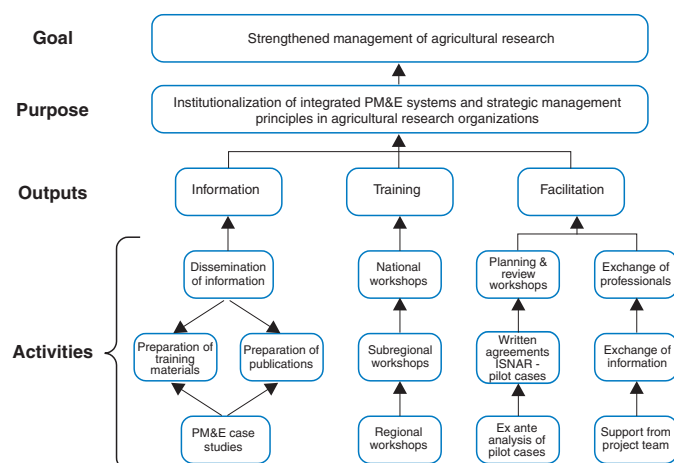 Goal
Strengthened management of agricultural research
Purpose
Institutionalization of integrated PM&E systems and strategic management
principles in agricultural research organizations
Outputs
Information
Training
Facilitation
Activities
Dissemination
of information
National
workshops
Planning &
review
workshops
Exchange of
professionals
Preparation of
training
materials
Preparation of
publications
Subregional
workshops
Written
agreements
ISNAR -
pilot cases
Exchange of
information
PM&E case
studies
Regional
workshops
Ex ante
analysis of
pilot cases
Support from
project team